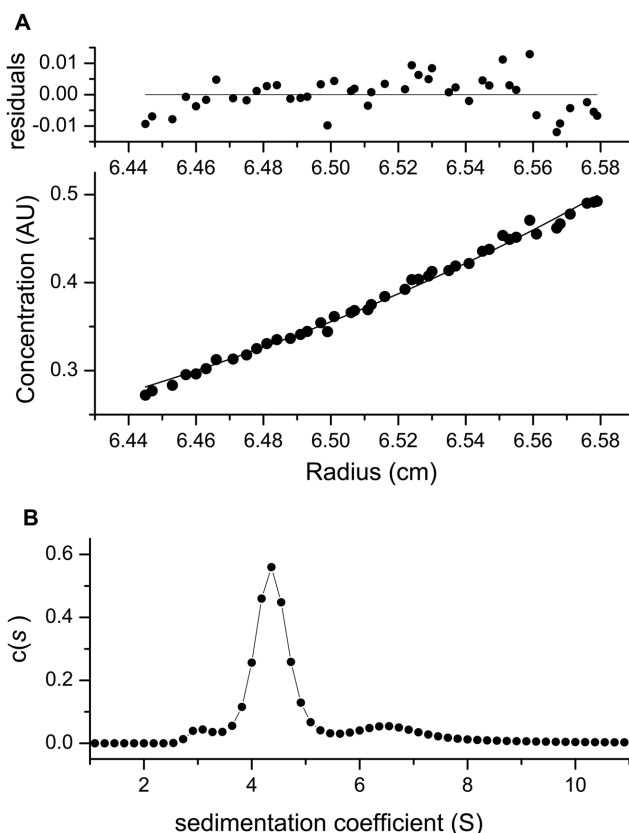 A
residuals
0.01
0.00
-0.01
6.44 6.46 6.48 6.50 6.52 6.54 6.56 6.58
Concentration (AU)
0.5
0.4
0.3
6.44 6.46 6.48 6.50 6.52 6.54 6.56 6.58
Radius (cm)
B
c(s)
0.6
0.4
0.2
0.0
2 4 6 8 10
sedimentation coefficient (S)